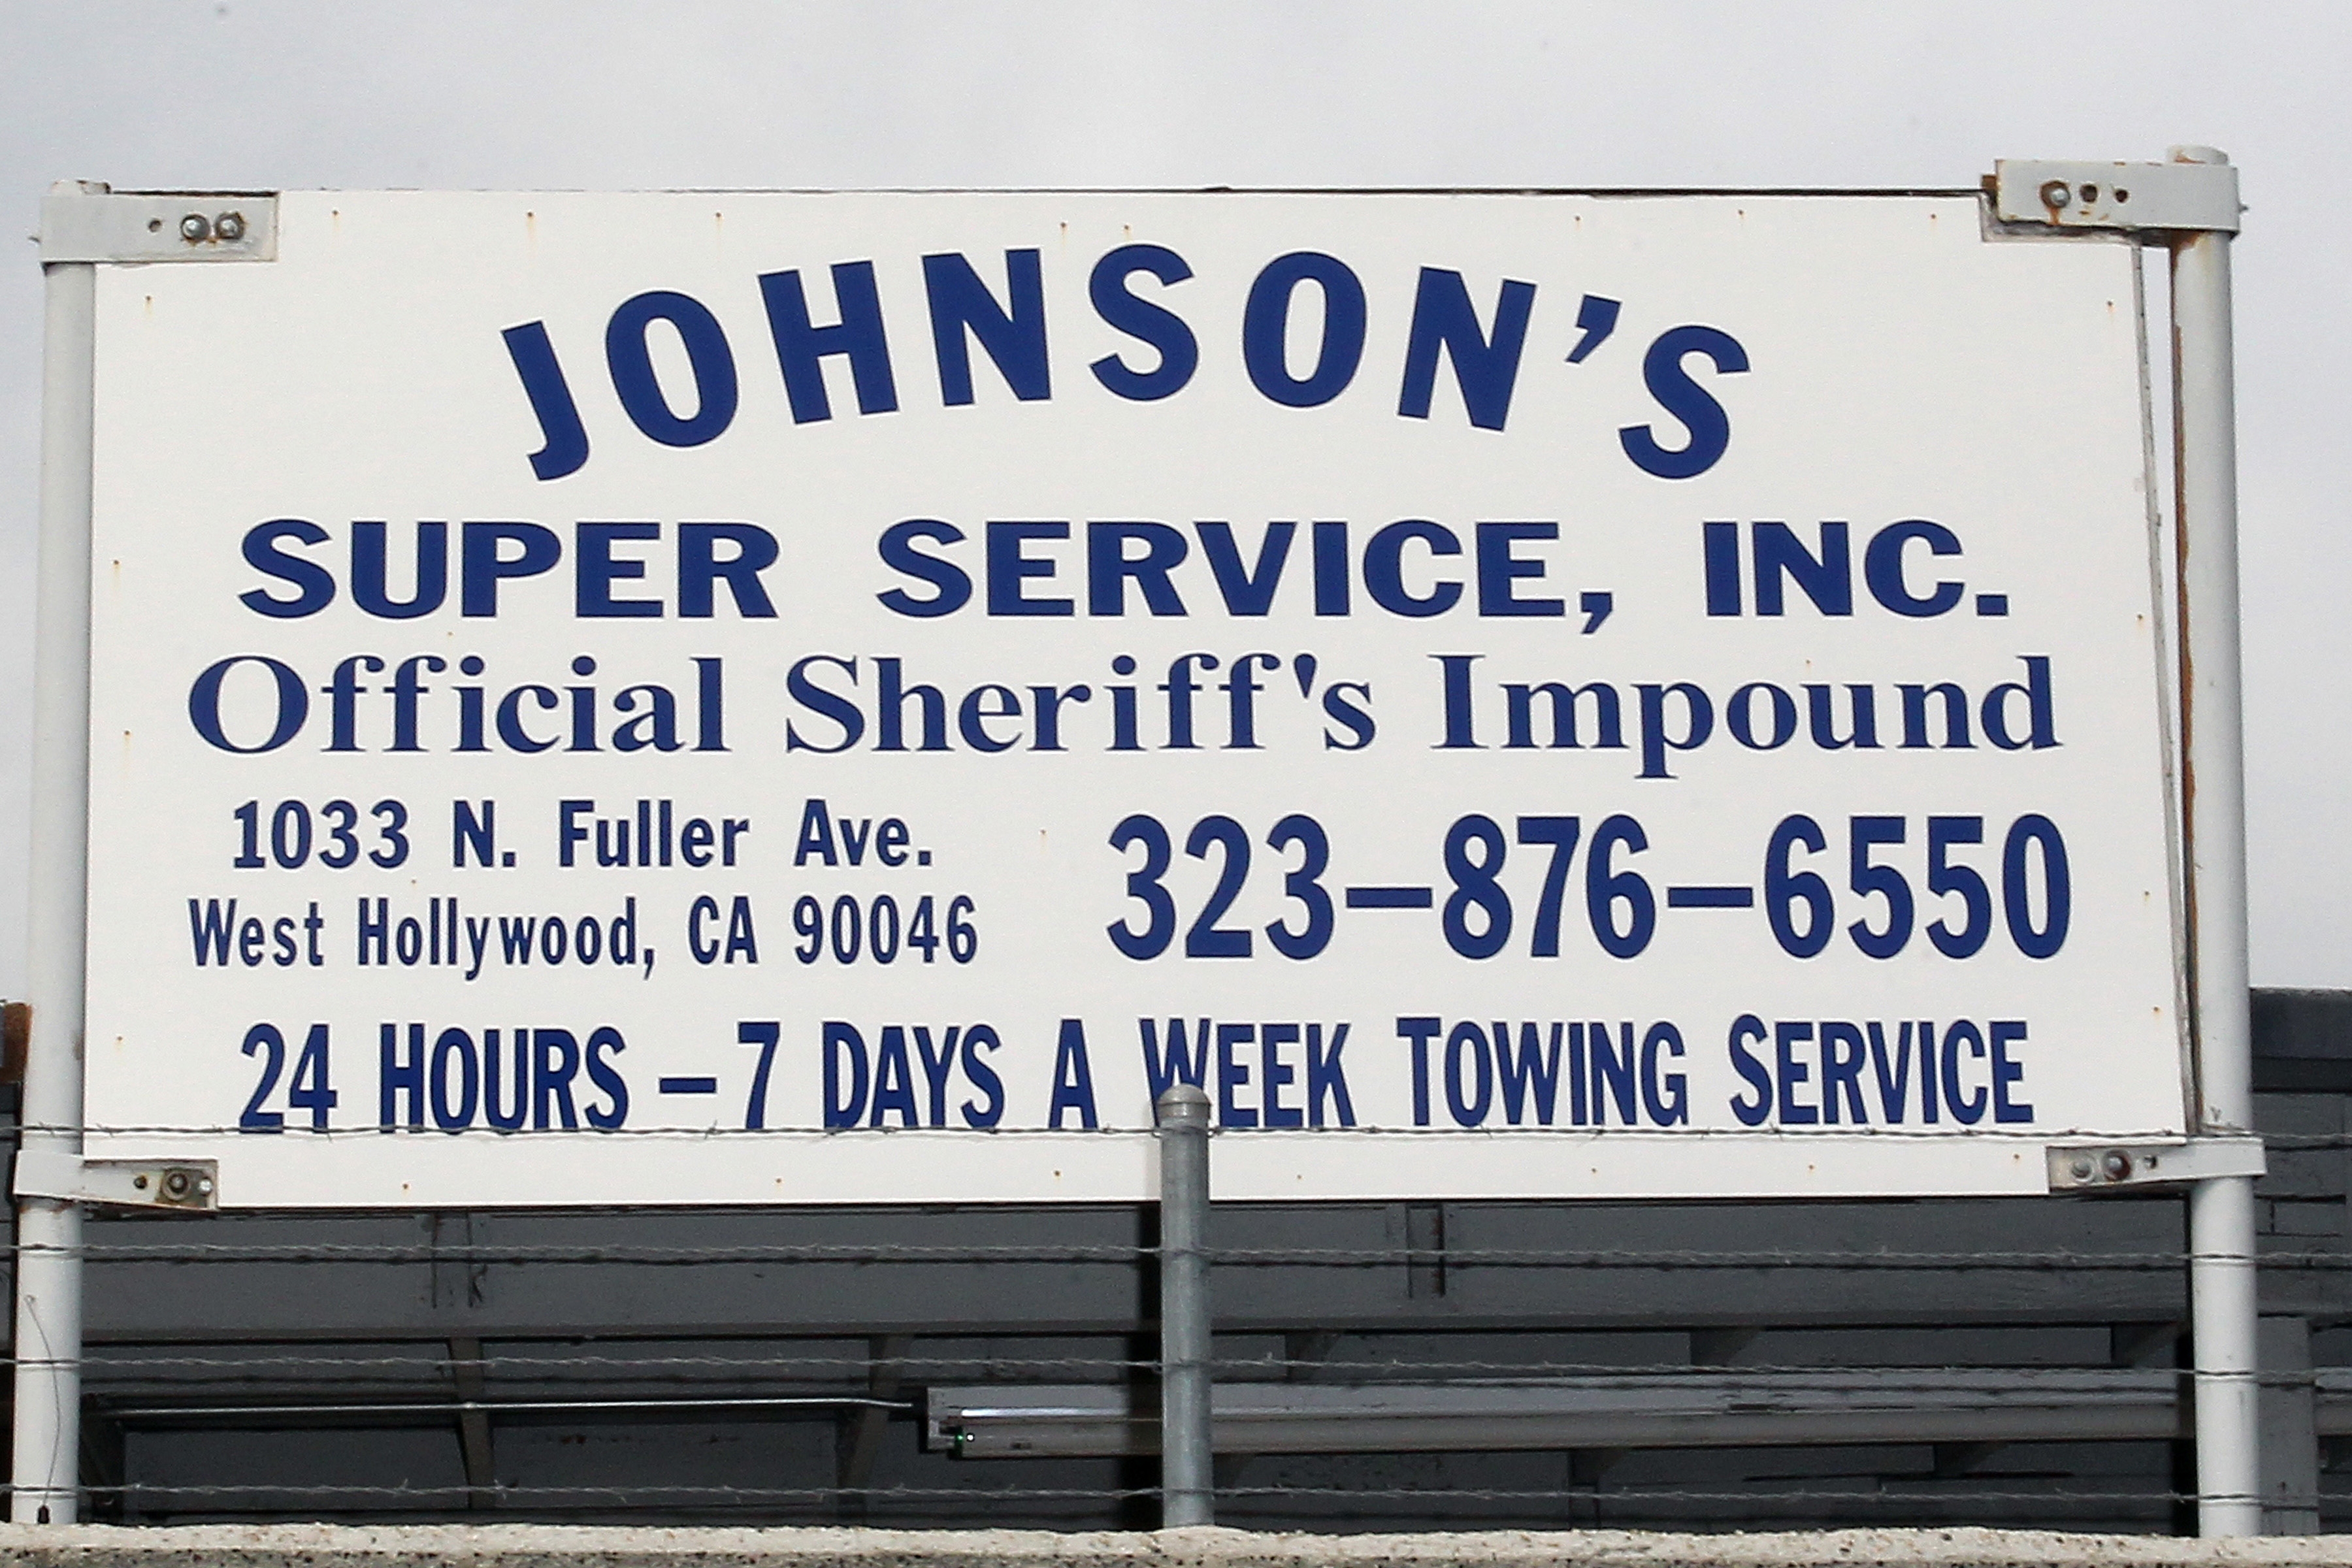 JOHNSON'S
SUPER SERVICE, INC.
Official Sheriff's Impound
1033 N. Fuller Ave.
West Hollywood, CA 90046
323-876-6550
24 HOURS - 7 DAYS A WEEK TOWING SERVICE